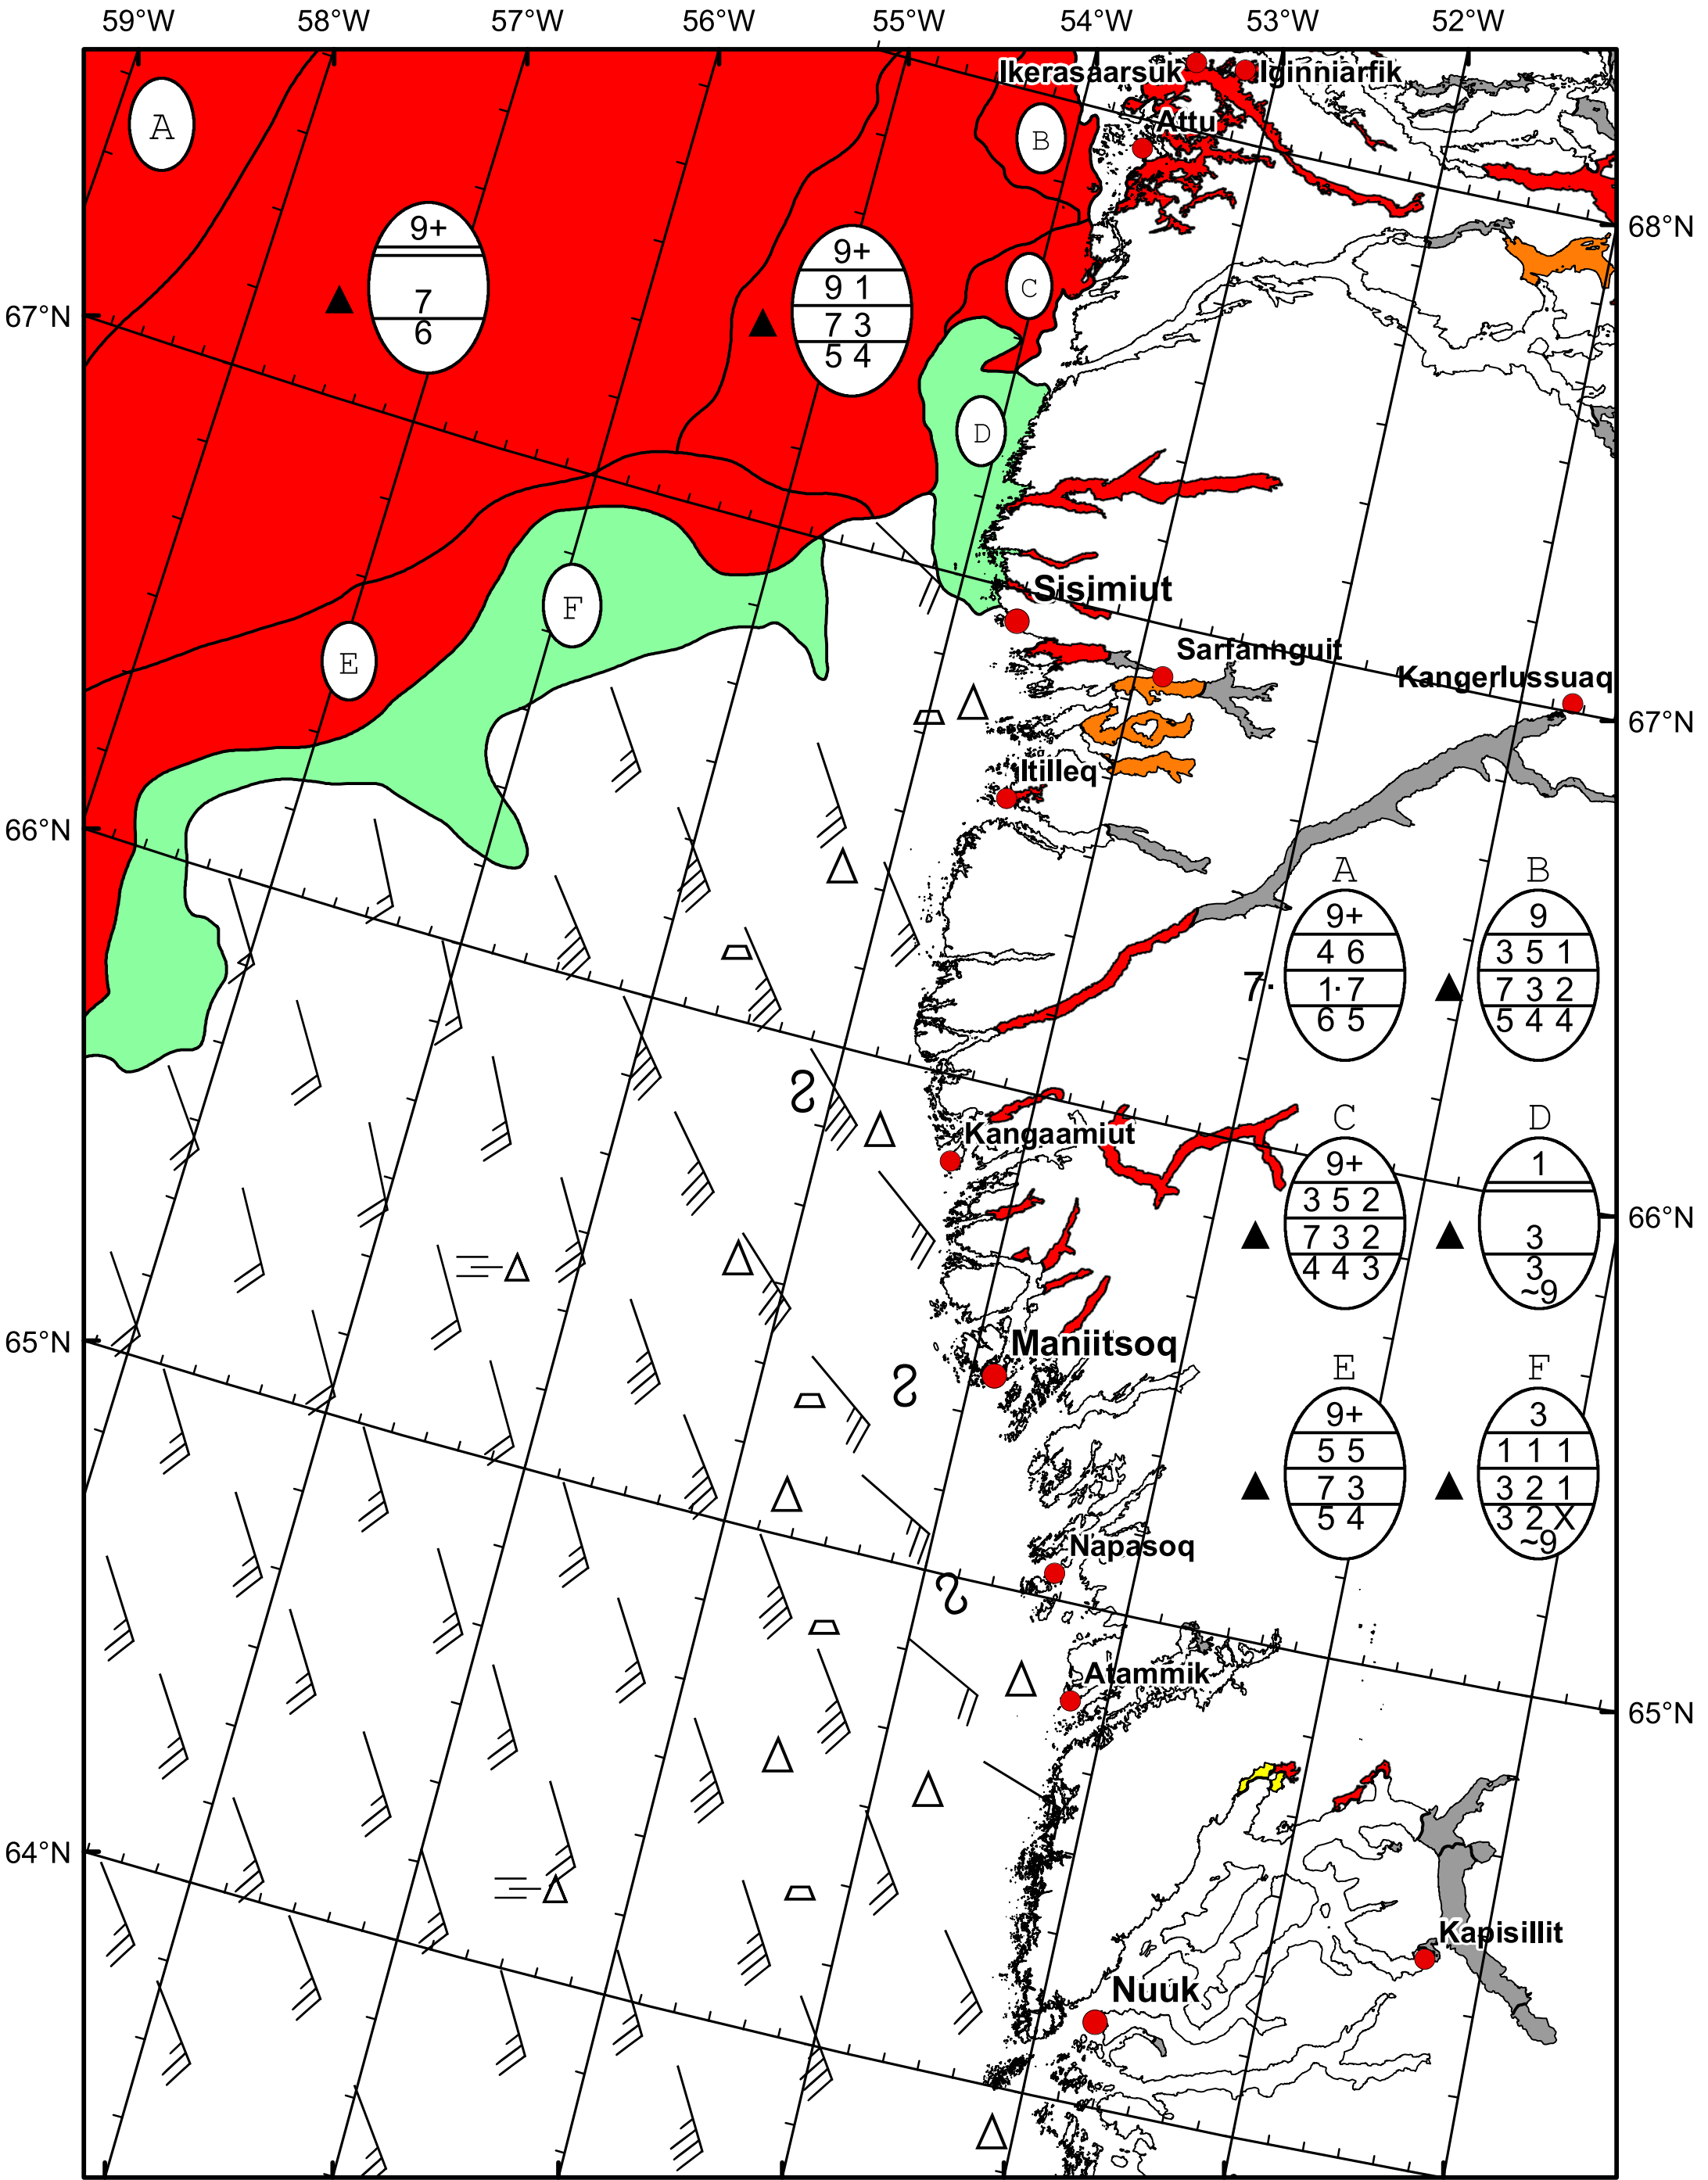 59°W 58°W 57°W 56°W 55°W 54°W 53°W 52°W
Ikerasaarsuk Iginniarfik
A
B
Attu
68°N
9+
7
6
9+
9 1
7 3
5 4
C
67°N
D
F
Sisimiut
E
Sarfannguit
Kangerlussuaq
67°N
Itilleq
66°N
A B
9+ 9
4 6 3 5 1
7· 1·7 7 3 2
6 5 5 4 4
Kangaamiut
C D
9+ 1
3 5 2
66°N
7 3 2 3
4 4 3 3
~9
65°N
Maniitsoq
E F
9+ 3
5 5 1 1 1
7 3 3 2 1
5 4 3 2 X
~9
Napasoq
Atammik
65°N
64°N
Kapisillit
Nuuk